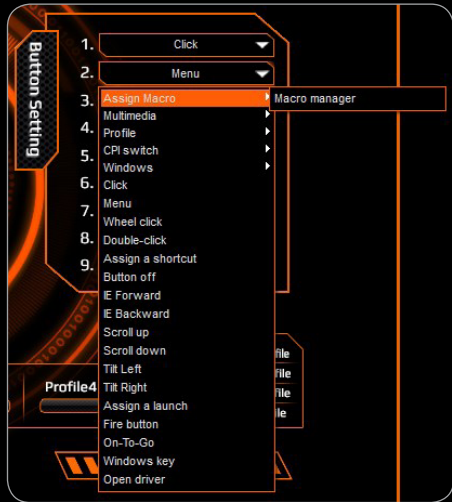 Button Setting
1. Click
2. Menu
3. Assign Macro
Macro manager
Multimedia
4. Profile
CPI switch
5. Windows
6. Click
7. Menu
Wheel click
8. Double-click
9. Assign a shortcut
Button off
IE Forward
IE Backward
Scroll up
Scroll down
file
Tilt Left
file
Profile4
Tilt Right
file
Assign a launch
le
Fire button
On-To-Go
Windows key
Open driver